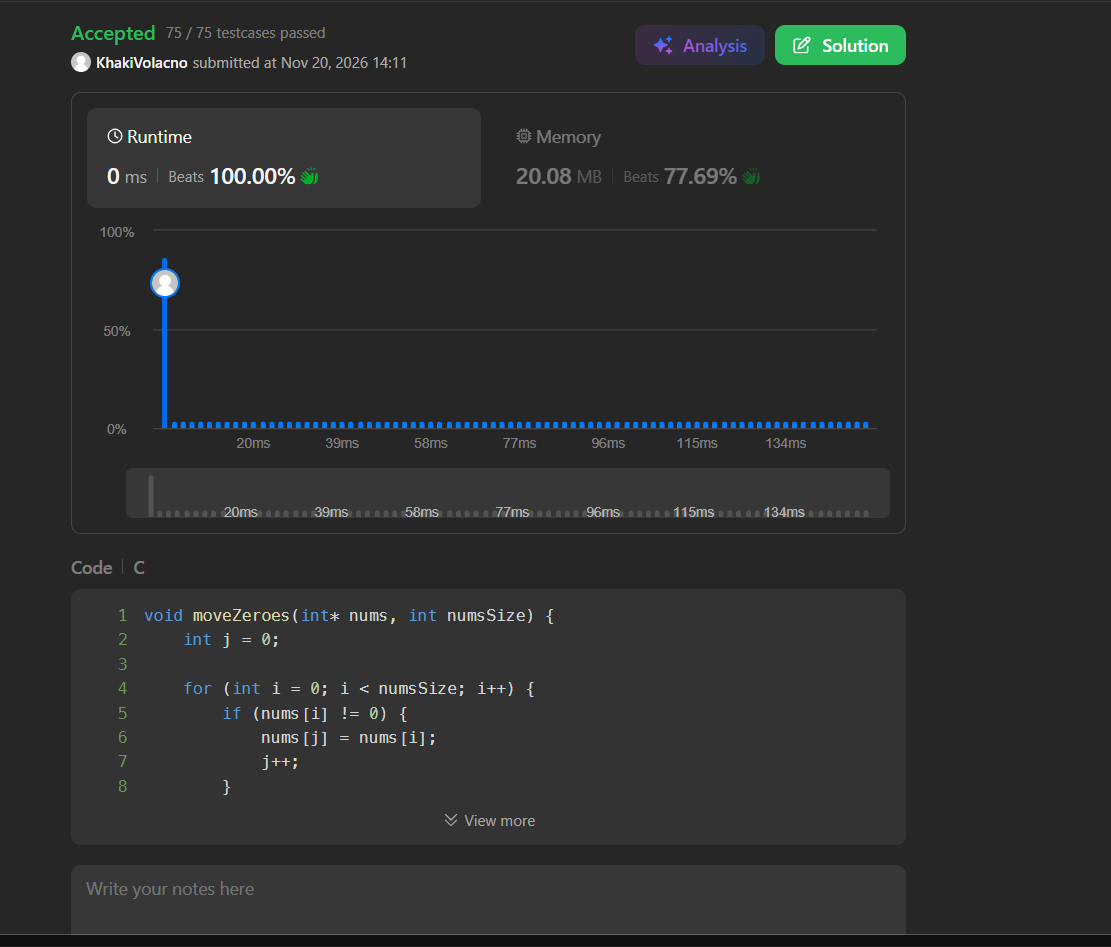 Accepted 75 / 75 testcases passed
KhakiVolacno submitted at Nov 20, 2026 14:11
Analysis
Solution
Runtime
0 ms Beats 100.00%
Memory
20.08 MB Beats 77.69%
100%
50%
0%
20ms 39ms 58ms 77ms 96ms 115ms 134ms
20ms 39ms 58ms 77ms 96ms 115ms 134ms
Code C
1 void moveZeroes(int* nums, int numsSize) {
2     int j = 0;
3
4     for (int i = 0; i < numsSize; i++) {
5         if (nums[i] != 0) {
6             nums[j] = nums[i];
7             j++;
8         }
View more
Write your notes here